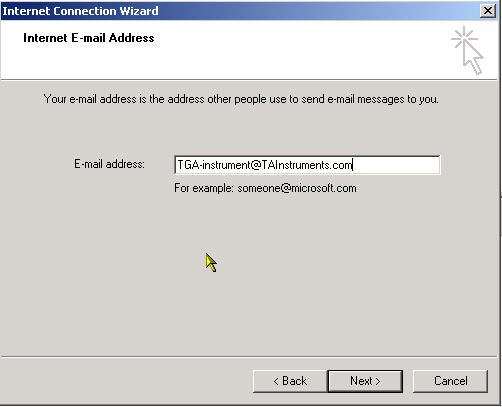 Internet Connection Wizard
Internet E-mail Address
Your e-mail address is the address other people use to send e-mail messages to you.
E-mail address: TGA-instrument@TAInstruments.com
For example: someone@microsoft.com
< Back Next > Cancel